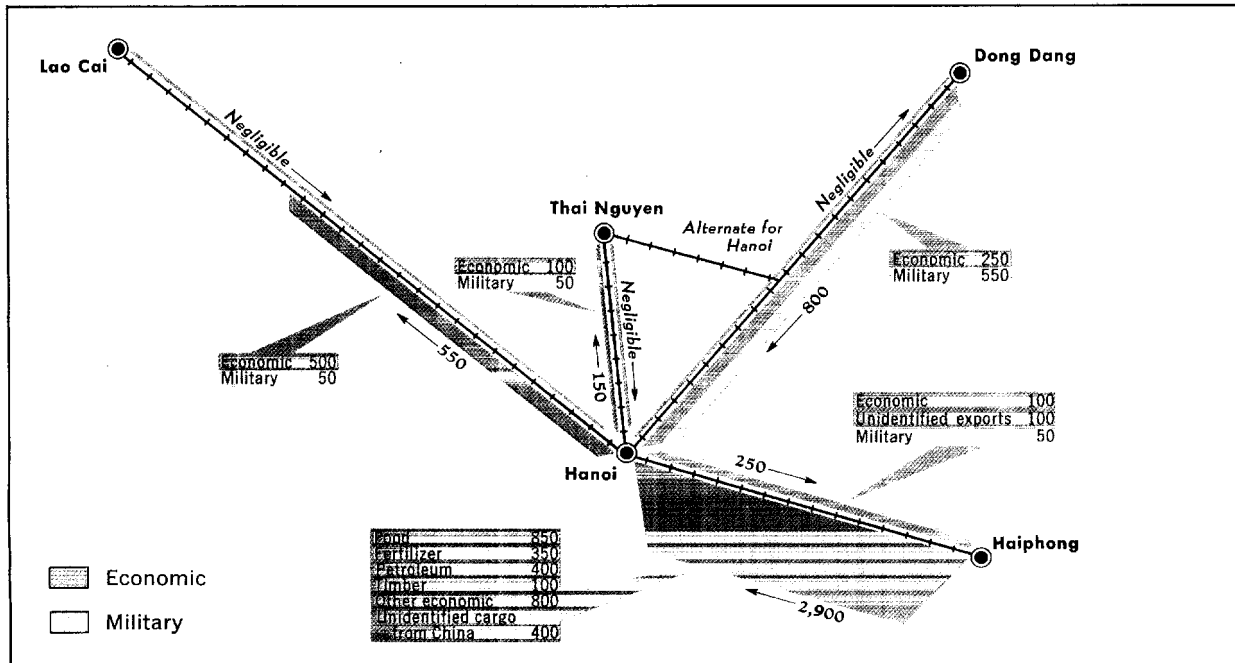 Lao Cai
Dong Dang
Negligible
Negligible
Thai Nguyen
Alternate for
Hanoi
Economic 100
Military 50
Economic 250
Military 550
Negligible
800
550
150
Economic 500
Military 50
Economic 100
Unidentified exports 100
Military 50
250
Hanoi
Haiphong
Food 850
Fertilizer 350
Petroleum 400
Timber 100
Other economic 800
Unidentified cargo
from China 400
2,900
Economic
Military